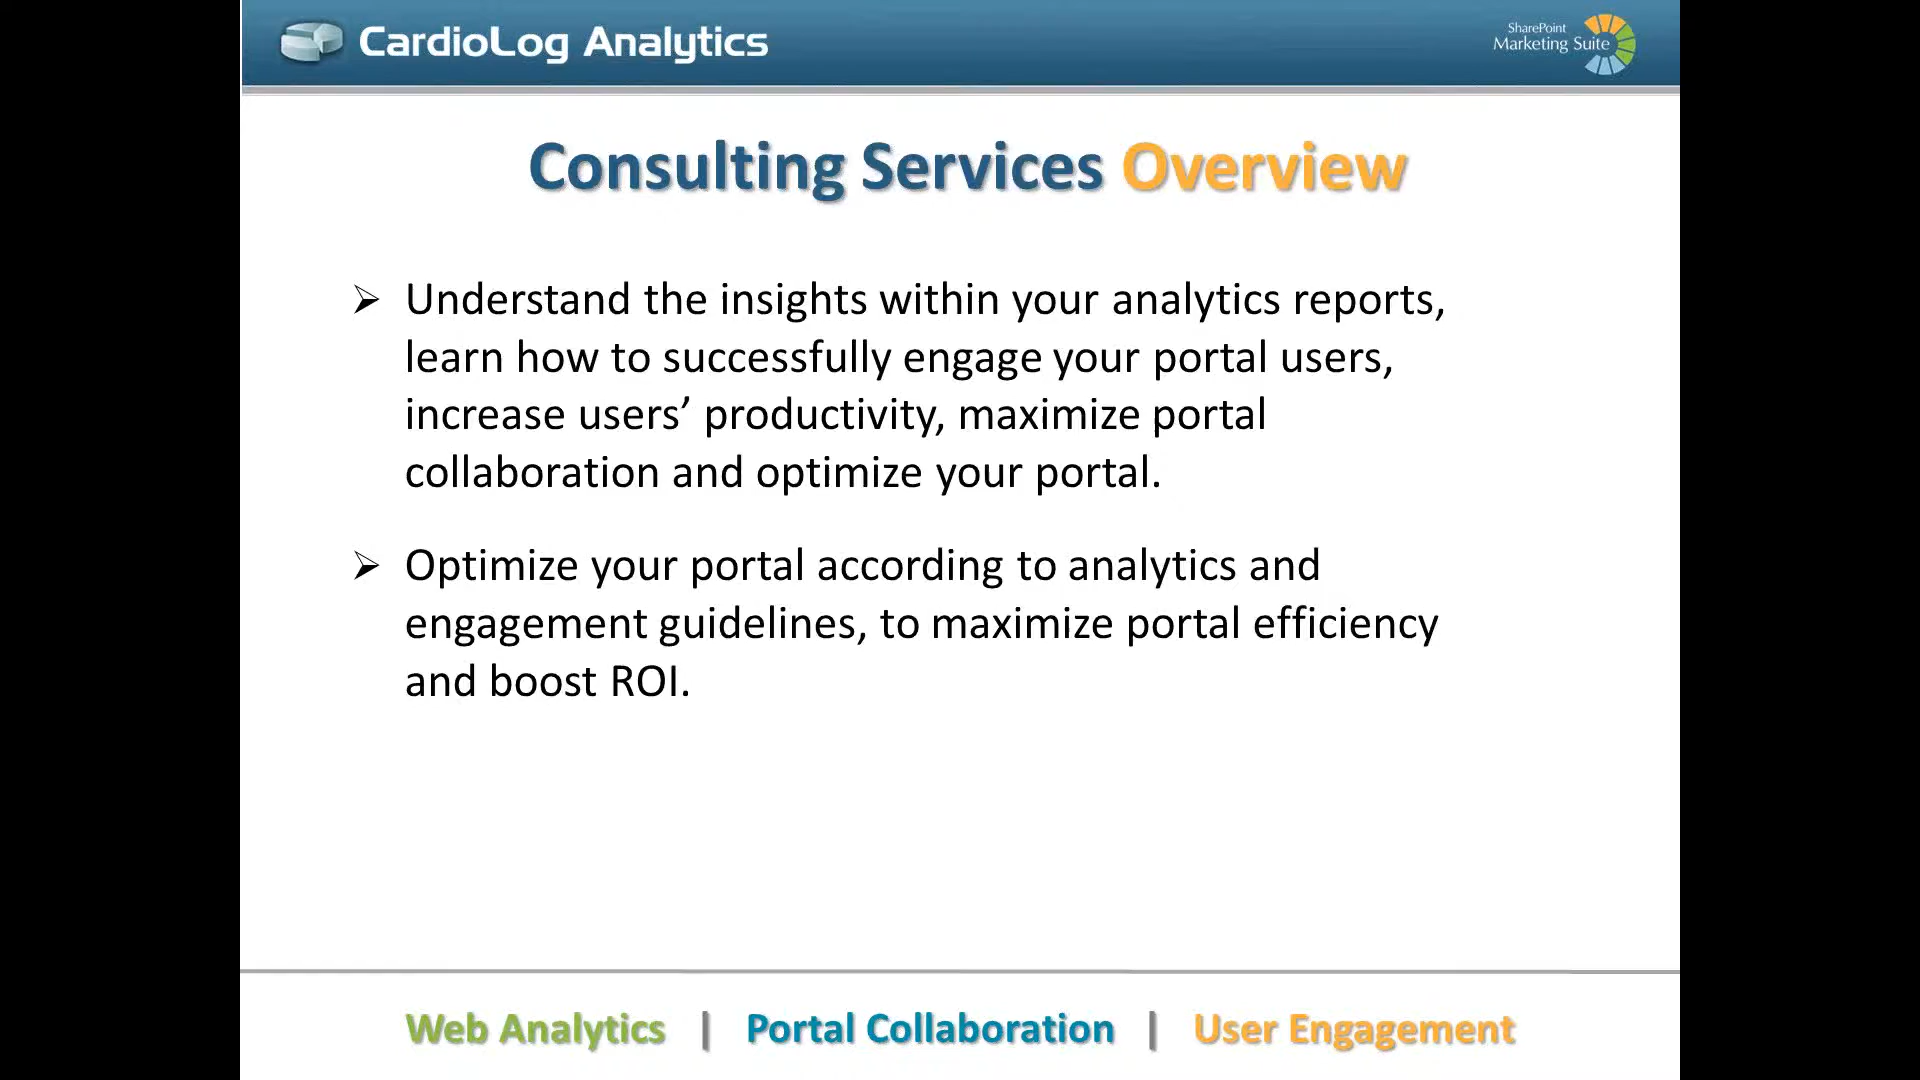 CardioLog Analytics
SharePoint
Marketing Suite
Consulting Services Overview
Understand the insights within your analytics reports,
learn how to successfully engage your portal users,
increase users’ productivity, maximize portal
collaboration and optimize your portal.
Optimize your portal according to analytics and
engagement guidelines, to maximize portal efficiency
and boost ROI.
Web Analytics | Portal Collaboration | User Engagement